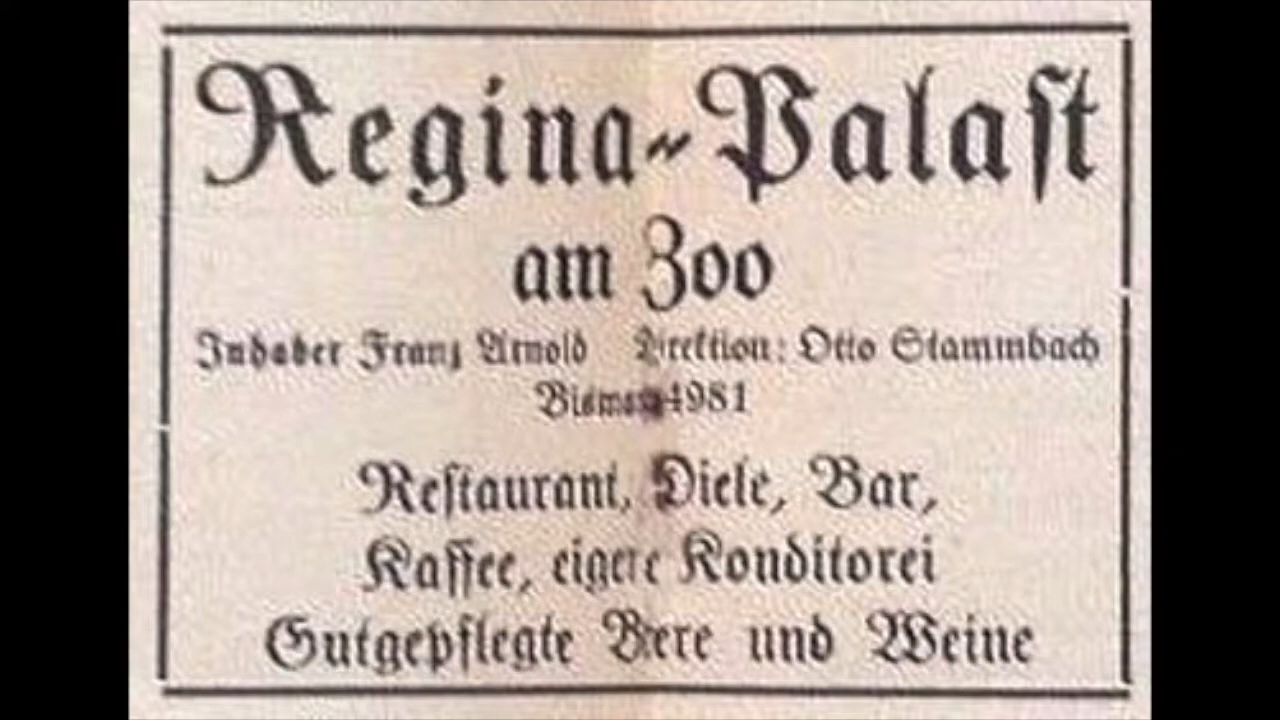 Regina-Palast
am Zoo
Inhaber Franz Arnold Direktion: Otto Stammbach
4981
Restaurant, Diele, Bar,
Kaffee, eigene Konditorei
Gutgepflegte Biere und Weine